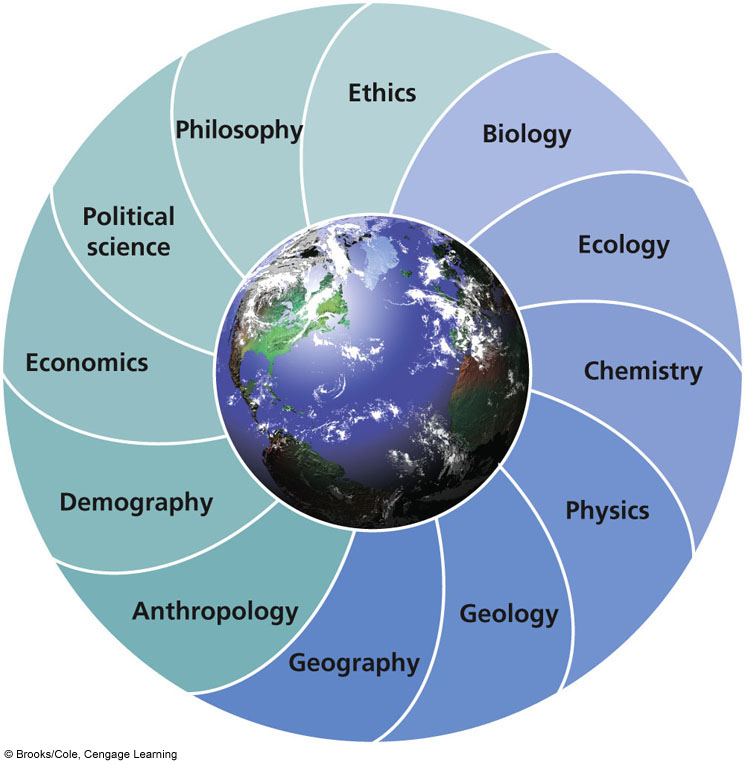 Ethics
Biology
Ecology
Chemistry
Physics
Geology
Geography
Anthropology
Demography
Economics
Political
science
Philosophy
© Brooks/Cole, Cengage Learning